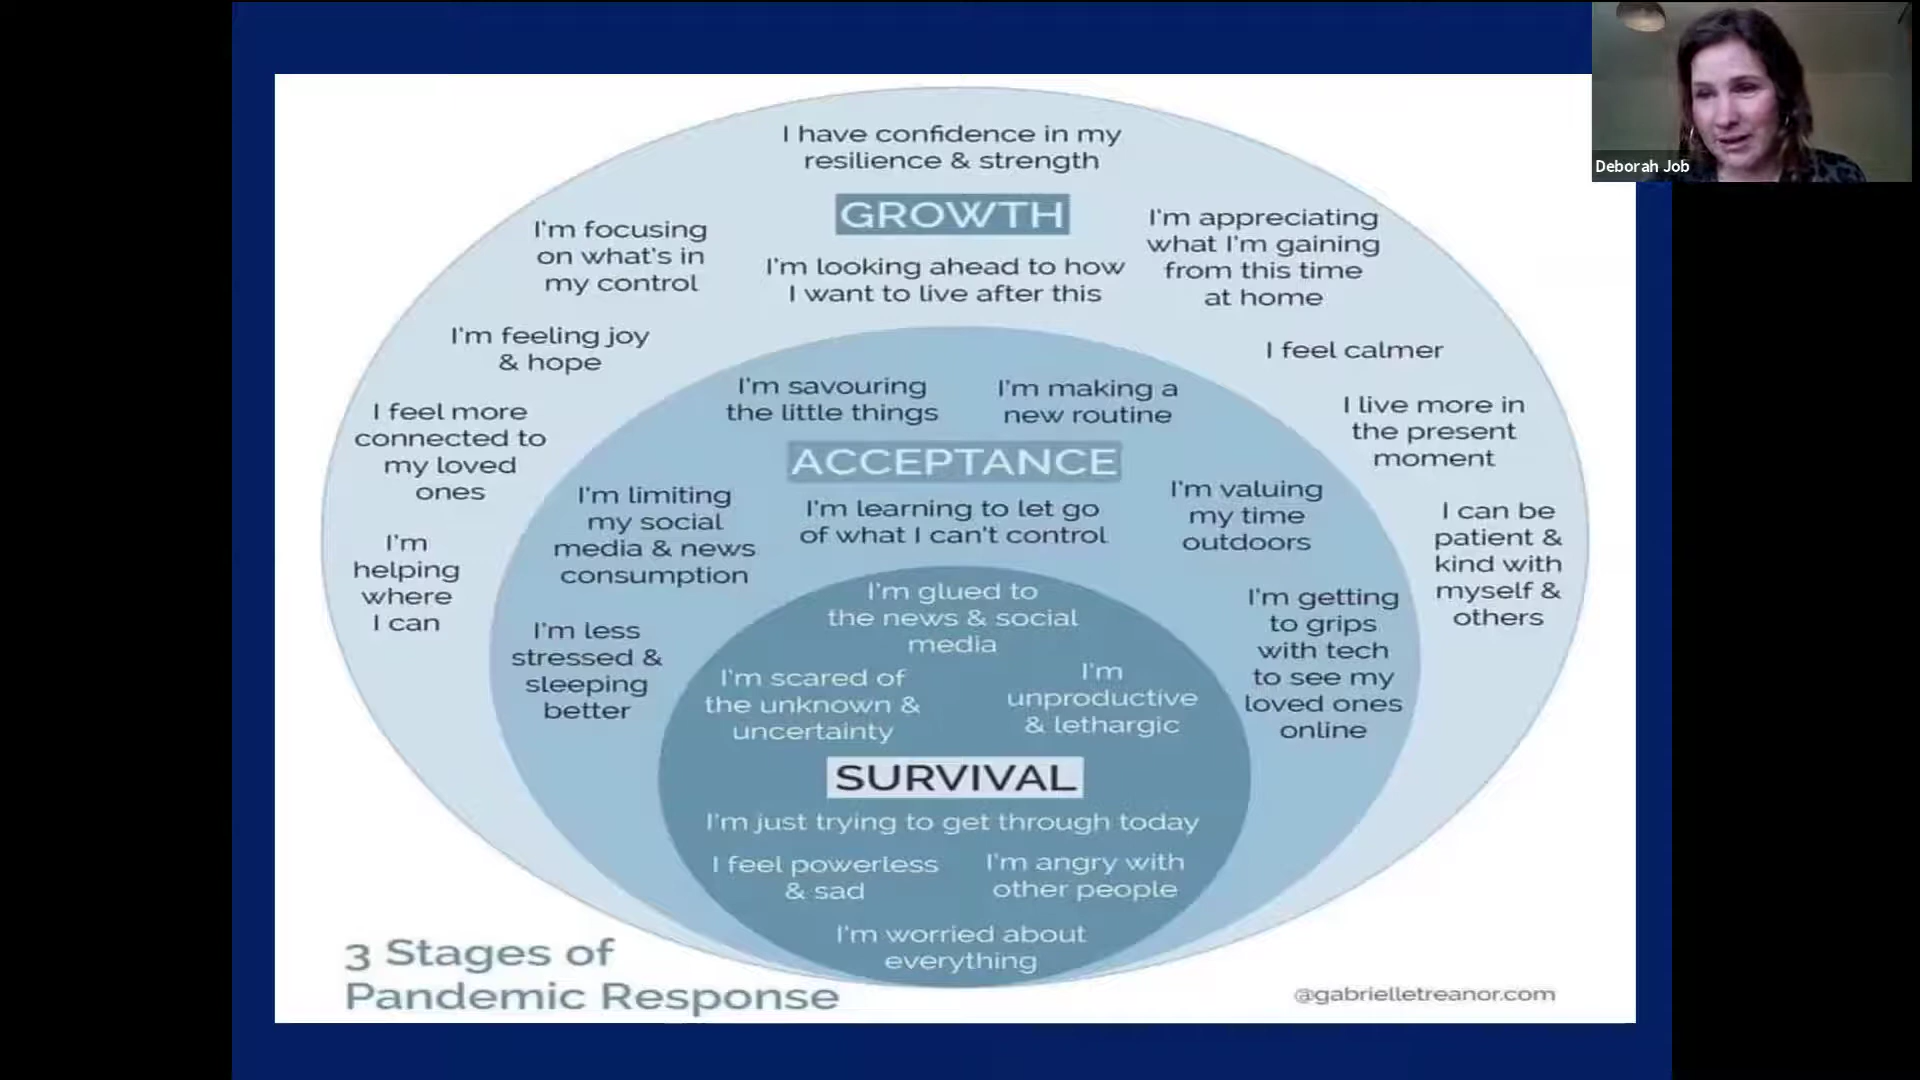 Deborah Job
I have confidence in my
resilience & strength
GROWTH
I'm focusing
on what's in
my control
I'm looking ahead to how
I want to live after this
I'm appreciating
what I'm gaining
from this time
at home
I'm feeling joy
& hope
I feel calmer
I feel more
connected to
my loved
ones
I live more in
the present
moment
I'm
helping
where
I can
I can be
patient &
kind with
myself &
others
I'm savouring
the little things
I'm making a
new routine
ACCEPTANCE
I'm limiting
my social
media & news
consumption
I'm learning to let go
of what I can't control
I'm valuing
my time
outdoors
I'm less
stressed &
sleeping
better
I'm getting
to grips
with tech
to see my
loved ones
online
I'm glued to
the news & social
media
I'm scared of
the unknown &
uncertainty
I'm
unproductive
& lethargic
SURVIVAL
I'm just trying to get through today
I feel powerless
& sad
I'm angry with
other people
I'm worried about
everything
3 Stages of
Pandemic Response
@gabrielletreanor.com